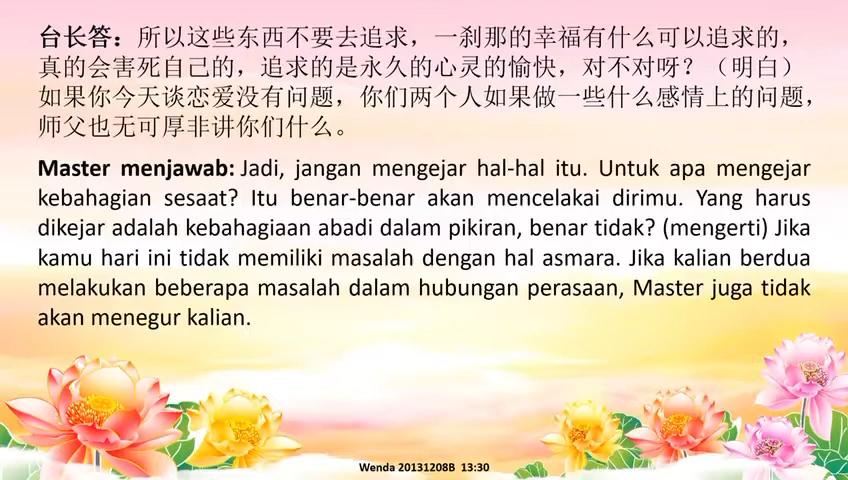 台长答：所以这些东西不要去追求，一刹那的幸福有什么可以追求的，
真的会害死自己的，追求的是永久的心灵的愉快，对不对呀？（明白）
如果你今天谈恋爱没有问题，你们两个人如果做一些什么感情上的问题，
师父也无可厚非讲你们什么。
Master menjawab: Jadi, jangan mengejar hal-hal itu. Untuk apa mengejar
kebahagian sesaat? Itu benar-benar akan mencelakai dirimu. Yang harus
dikejar adalah kebahagiaan abadi dalam pikiran, benar tidak? (mengerti) Jika
kamu hari ini tidak memiliki masalah dengan hal asmara. Jika kalian berdua
melakukan beberapa masalah dalam hubungan perasaan, Master juga tidak
akan menegur kalian.
Wenda 20131208B 13:30